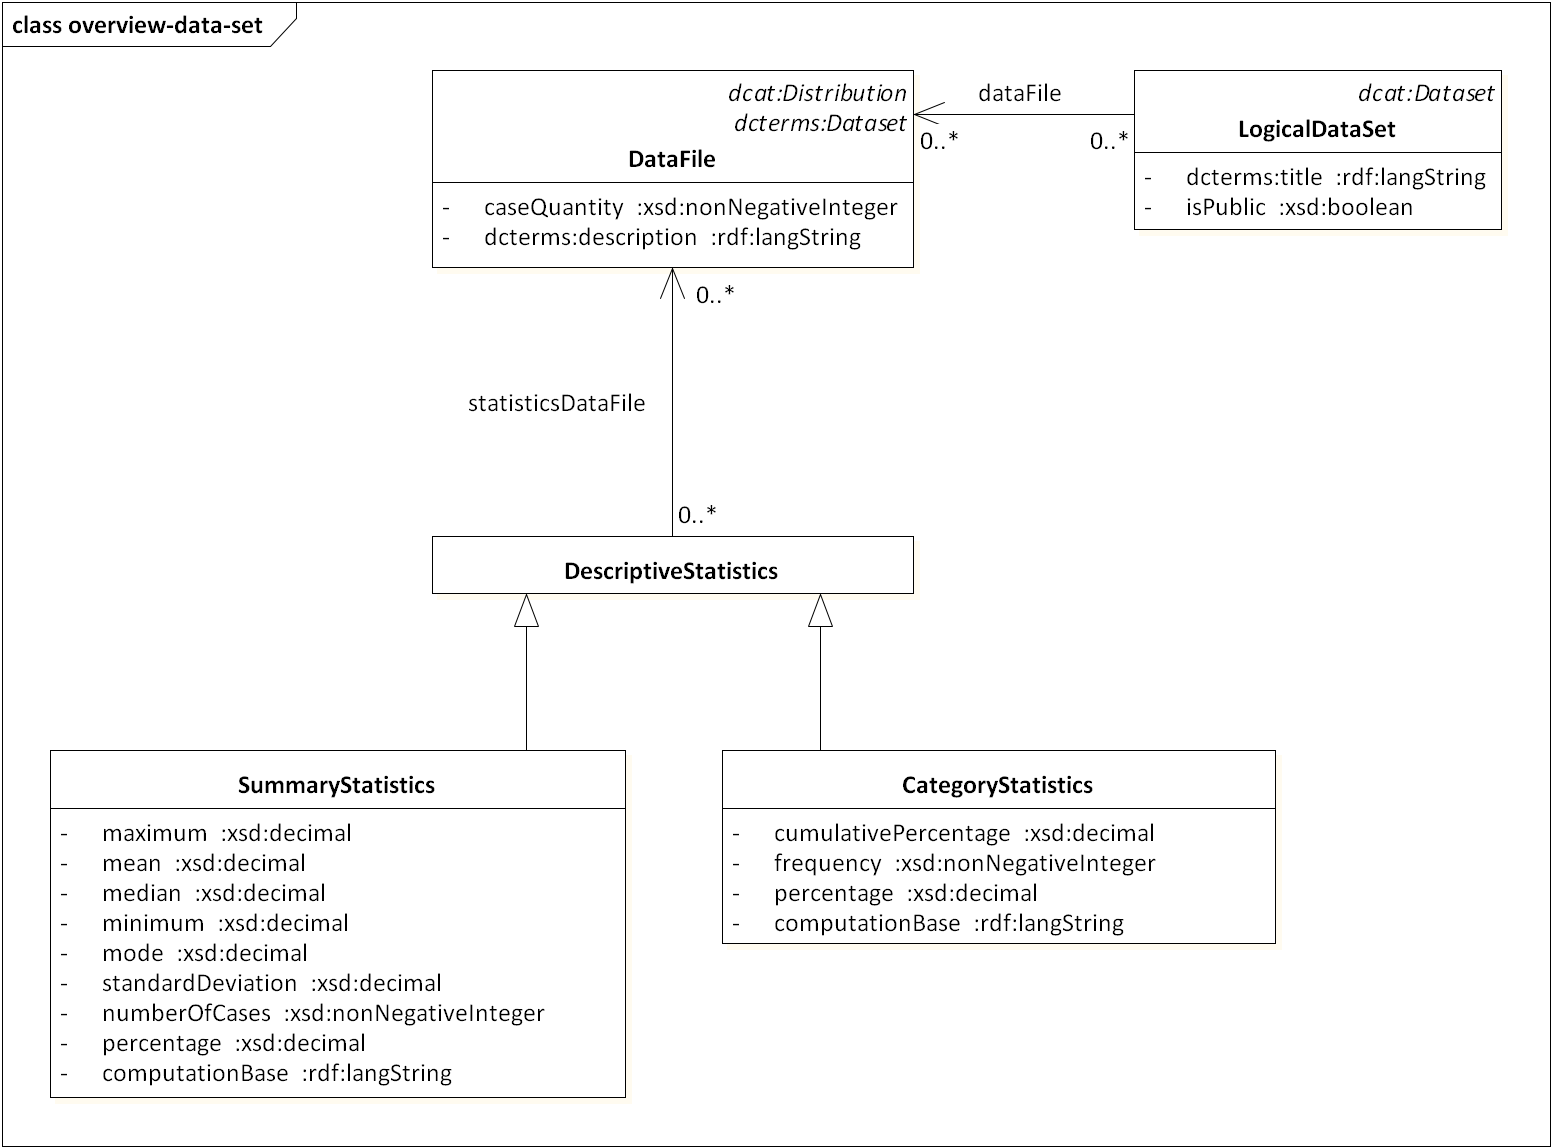 class overview-data-set
dcat:Distribution
dcterms:Dataset
DataFile
- caseQuantity :xsd:nonNegativeInteger
- dcterms:description :rdf:langString
dataFile
0..*
0..*
dcat:Dataset
LogicalDataSet
- dcterms:title :rdf:langString
- isPublic :xsd:boolean
0..*
statisticsDataFile
0..*
DescriptiveStatistics
SummaryStatistics
- maximum :xsd:decimal
- mean :xsd:decimal
- median :xsd:decimal
- minimum :xsd:decimal
- mode :xsd:decimal
- standardDeviation :xsd:decimal
- numberOfCases :xsd:nonNegativeInteger
- percentage :xsd:decimal
- computationBase :rdf:langString
CategoryStatistics
- cumulativePercentage :xsd:decimal
- frequency :xsd:nonNegativeInteger
- percentage :xsd:decimal
- computationBase :rdf:langString